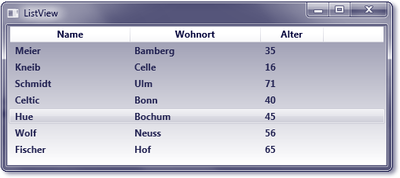 ListView
Name Wohnort Alter
Meier Bamberg 35
Kneib Celle 16
Schmidt Ulm 71
Celtic Bonn 40
Hue Bochum 45
Wolf Neuss 56
Fischer Hof 65